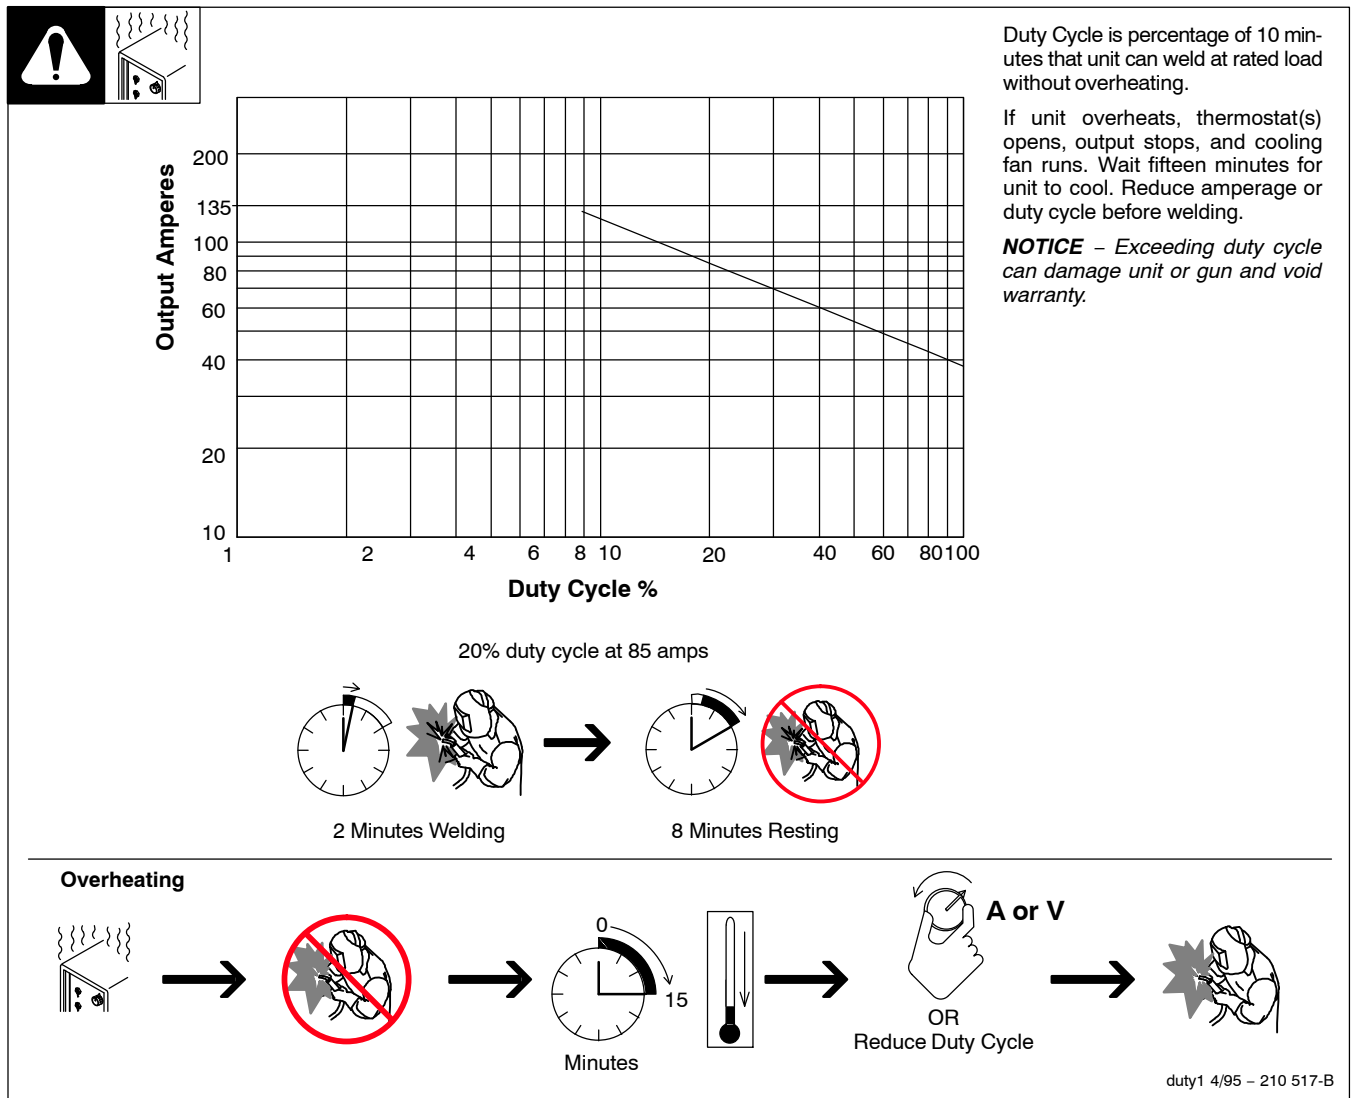 Duty Cycle is percentage of 10 min-
utes that unit can weld at rated load
without overheating.
If unit overheats, thermostat(s)
opens, output stops, and cooling
fan runs. Wait fifteen minutes for
unit to cool. Reduce amperage or
duty cycle before welding.
NOTICE – Exceeding duty cycle
can damage unit or gun and void
warranty.
Output Amperes
200
135
100
80
60
40
20
10
1 2 4 6 8 10 20 40 60 80 100
Duty Cycle %
20% duty cycle at 85 amps
2 Minutes Welding
8 Minutes Resting
Overheating
0
15
Minutes
A or V
OR
Reduce Duty Cycle
duty1 4/95 – 210 517-B